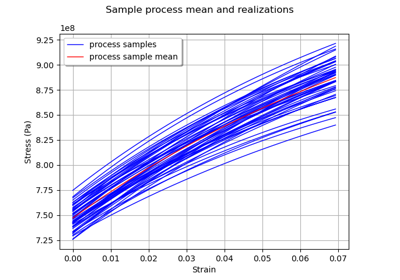 Sample process mean and realizations
1e8
process samples
process sample mean
9.25
9.00
8.75
8.50
8.25
8.00
7.75
7.50
7.25
Stress (Pa)
0.00 0.01 0.02 0.03 0.04 0.05 0.06 0.07
Strain